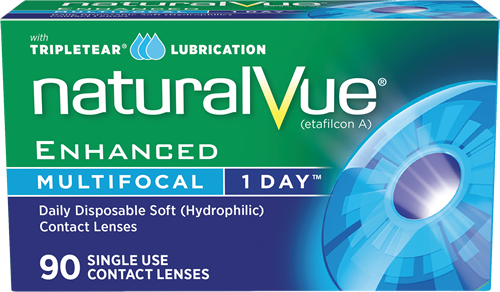 with
TRIPLETEAR® LUBRICATION
naturalVue®
(etafilcon A)
ENHANCED
MULTIFOCAL 1 DAY™
Daily Disposable Soft (Hydrophilic)
Contact Lenses
90 SINGLE USE
CONTACT LENSES